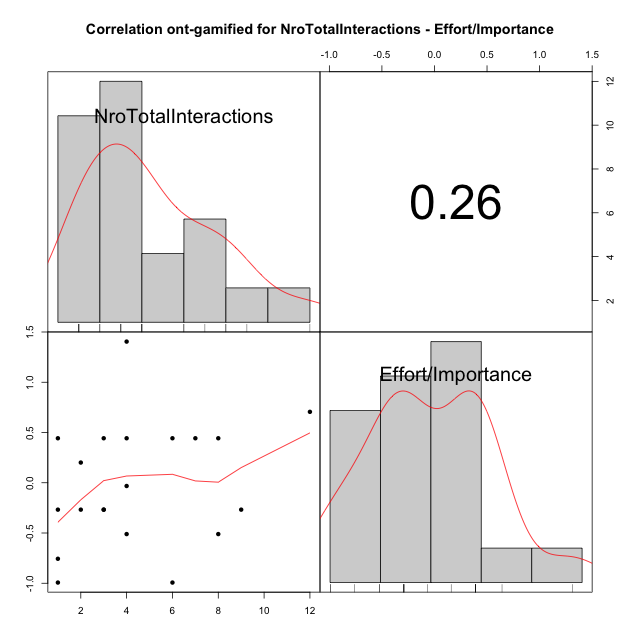 Correlation ont-gamified for NroTotalInteractions - Effort/Importance
-1.0 -0.5 0.0 0.5 1.0 1.5
NroTotalInteractions
0.26
12
10
8
6
4
2
Effort/Importance
1.5
1.0
0.5
0.0
-0.5
-1.0
2 4 6 8 10 12